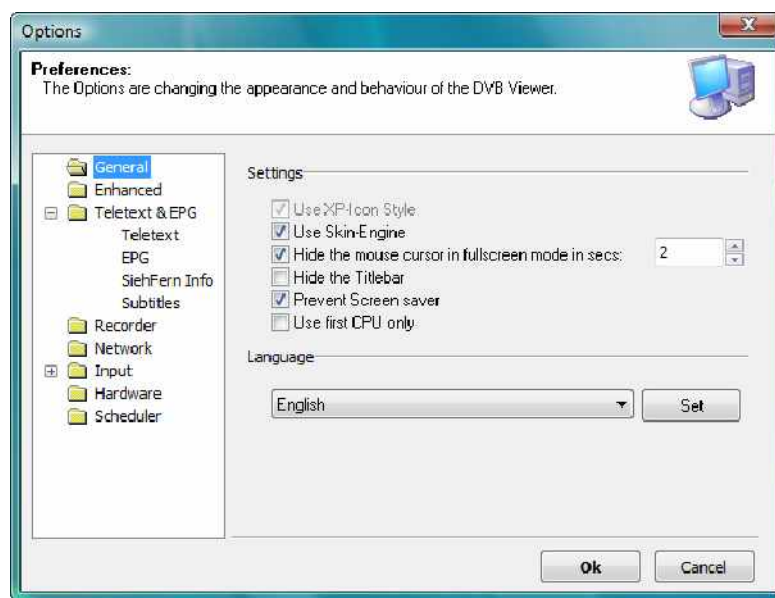 Options
Preferences:
The Options are changing the appearance and behaviour of the DVB Viewer.
General
Enhanced
Teletext & EPG
Teletext
EPG
SiehFern Info
Subtitles
Recorder
Network
Input
Hardware
Scheduler
Settings
Use XP-Icon Style
Use Skin-Engine
Hide the mouse cursor in fullscreen mode in secs: 2
Hide the Titlebar
Prevent Screen saver
Use first CPU only
Language
English Set
Ok Cancel